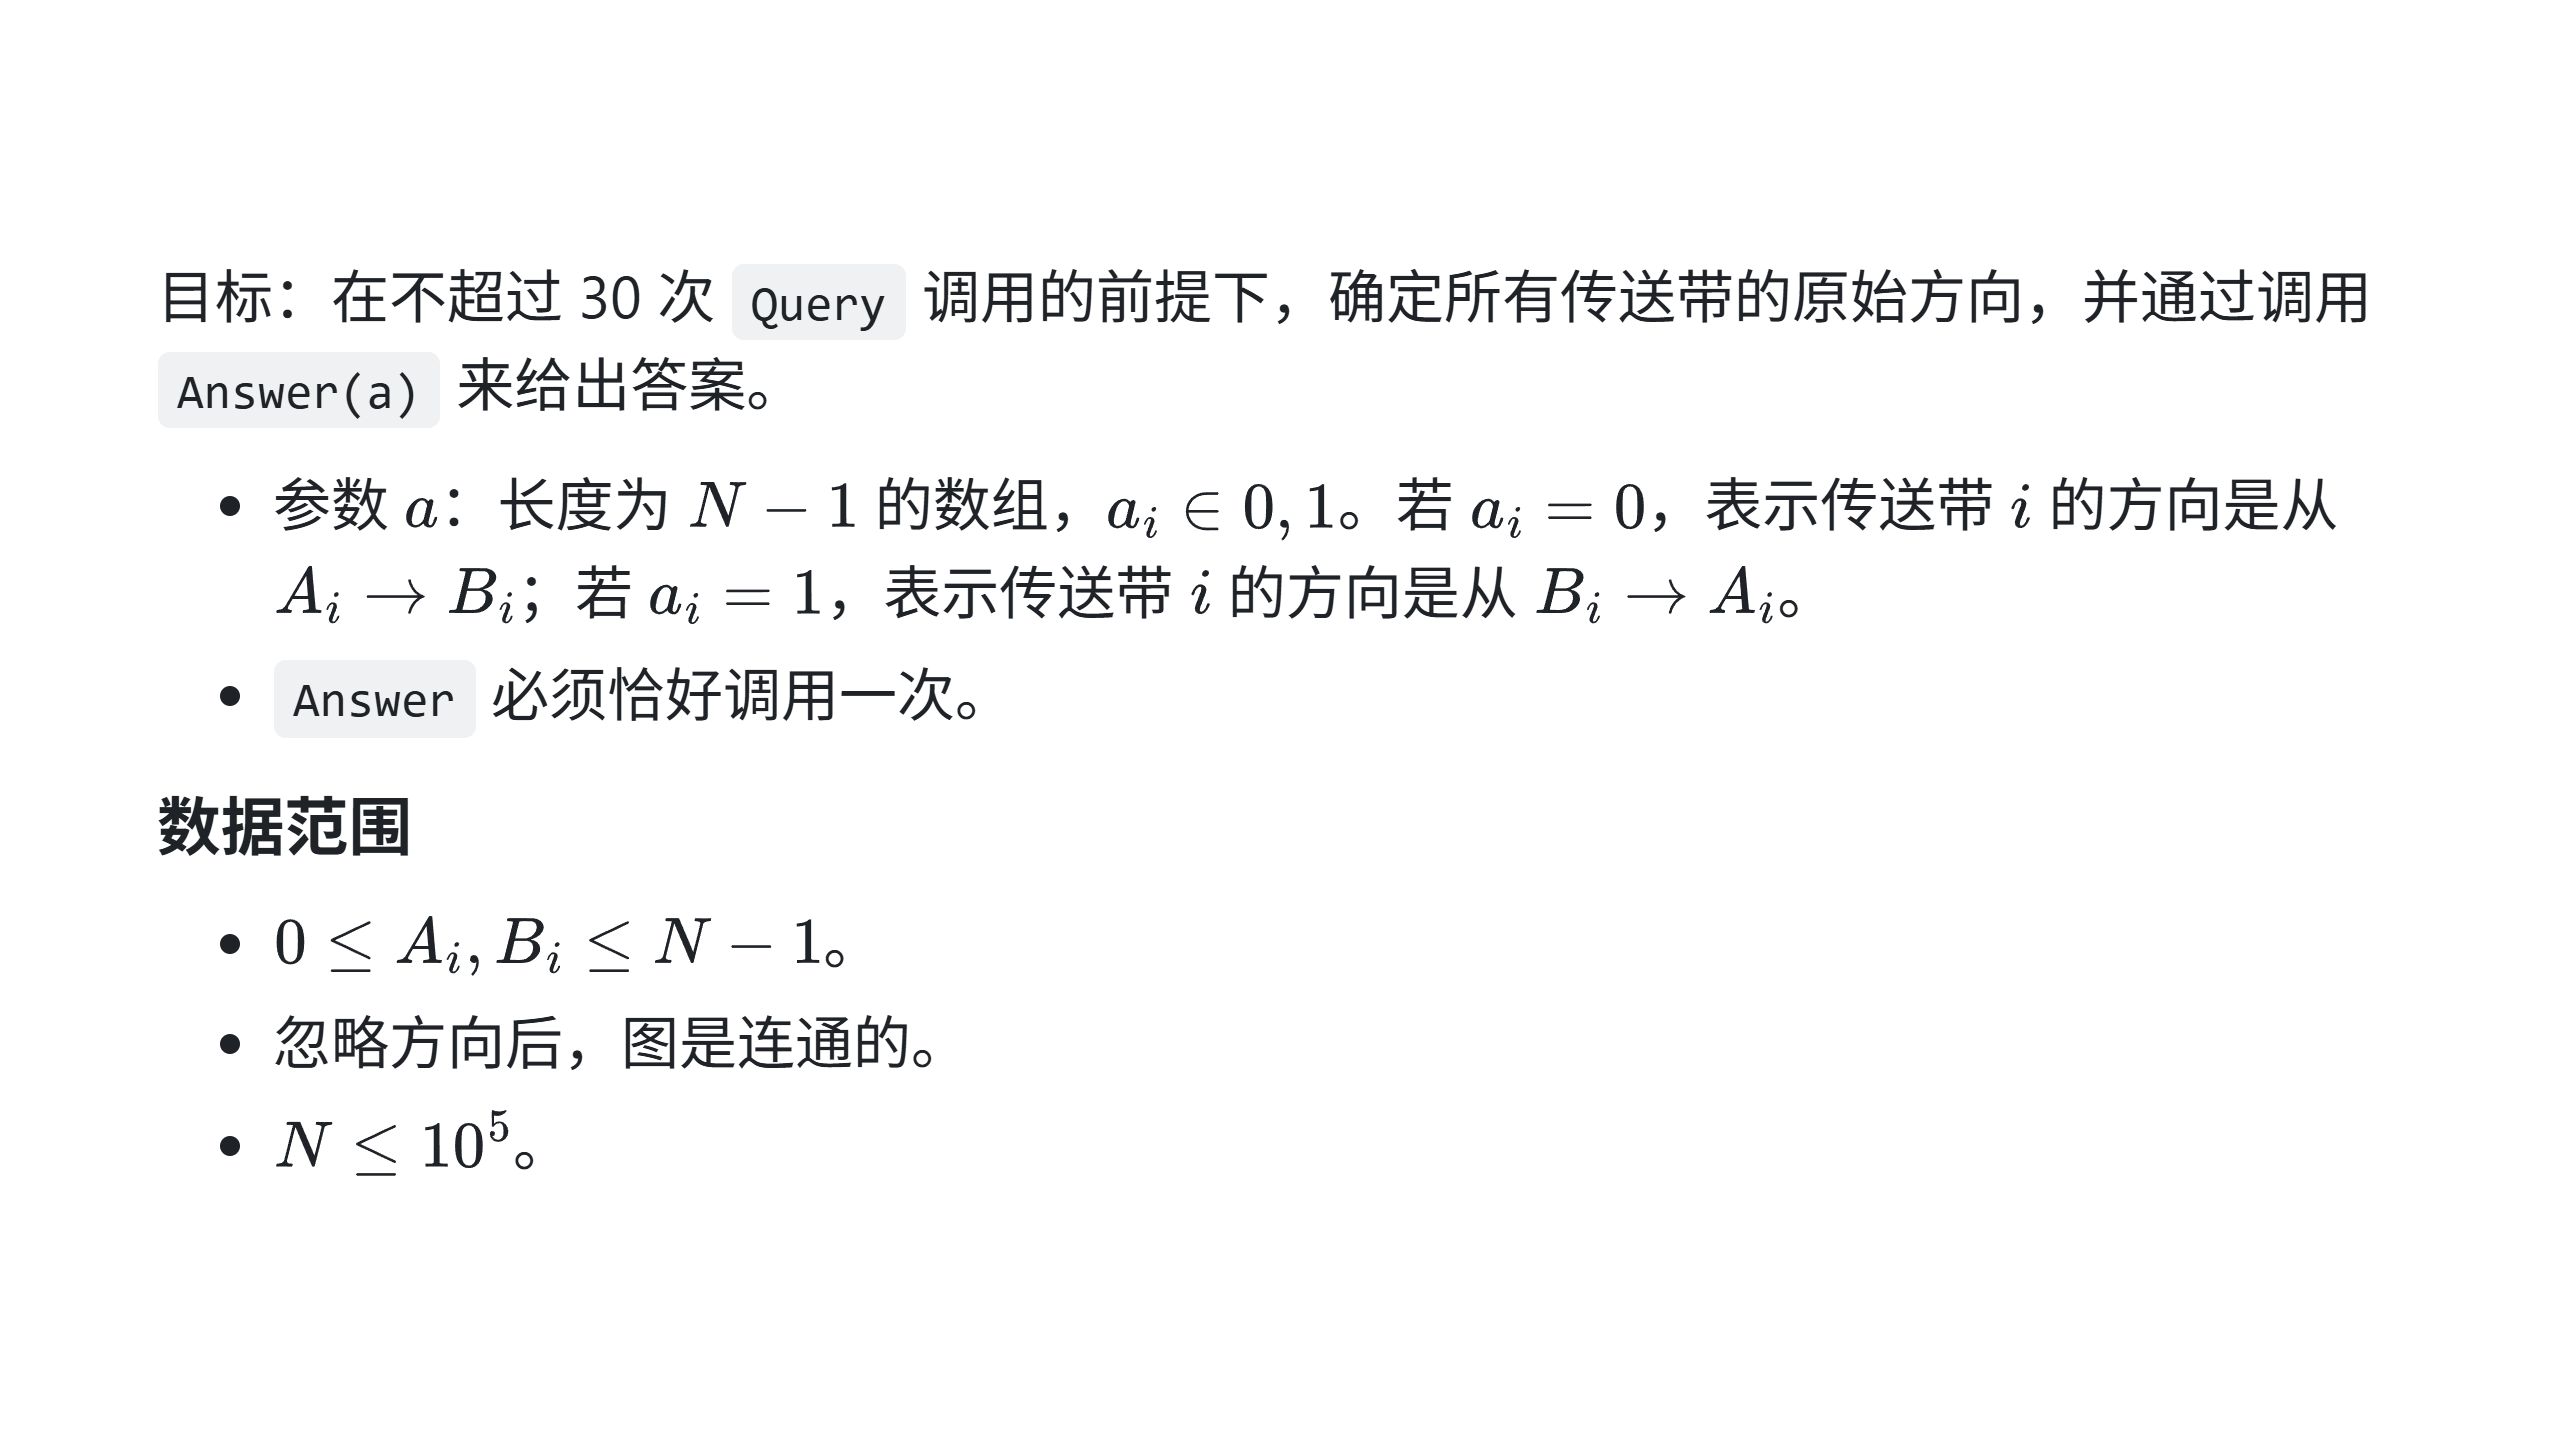 目标：在不超过 30 次 Query 调用的前提下，确定所有传送带的原始方向，并通过调用
Answer(a) 来给出答案。
• 参数 a：长度为 N − 1 的数组，a_i ∈ 0, 1。若 a_i = 0，表示传送带 i 的方向是从
A_i → B_i；若 a_i = 1，表示传送带 i 的方向是从 B_i → A_i。
• Answer 必须恰好调用一次。
数据范围
• 0 ≤ A_i, B_i ≤ N − 1。
• 忽略方向后，图是连通的。
• N ≤ 10^5。